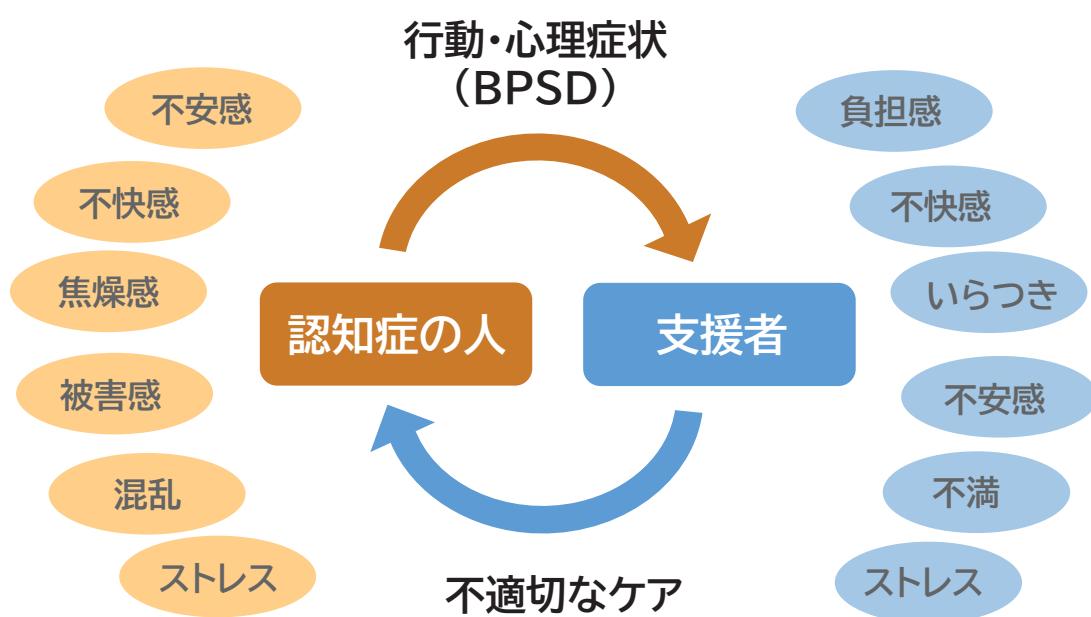 行動・心理症状
（BPSD）
不安感
不快感
焦燥感
被害感
混乱
ストレス
認知症の人
支援者
負担感
不快感
いらつき
不安感
不満
ストレス
不適切なケア